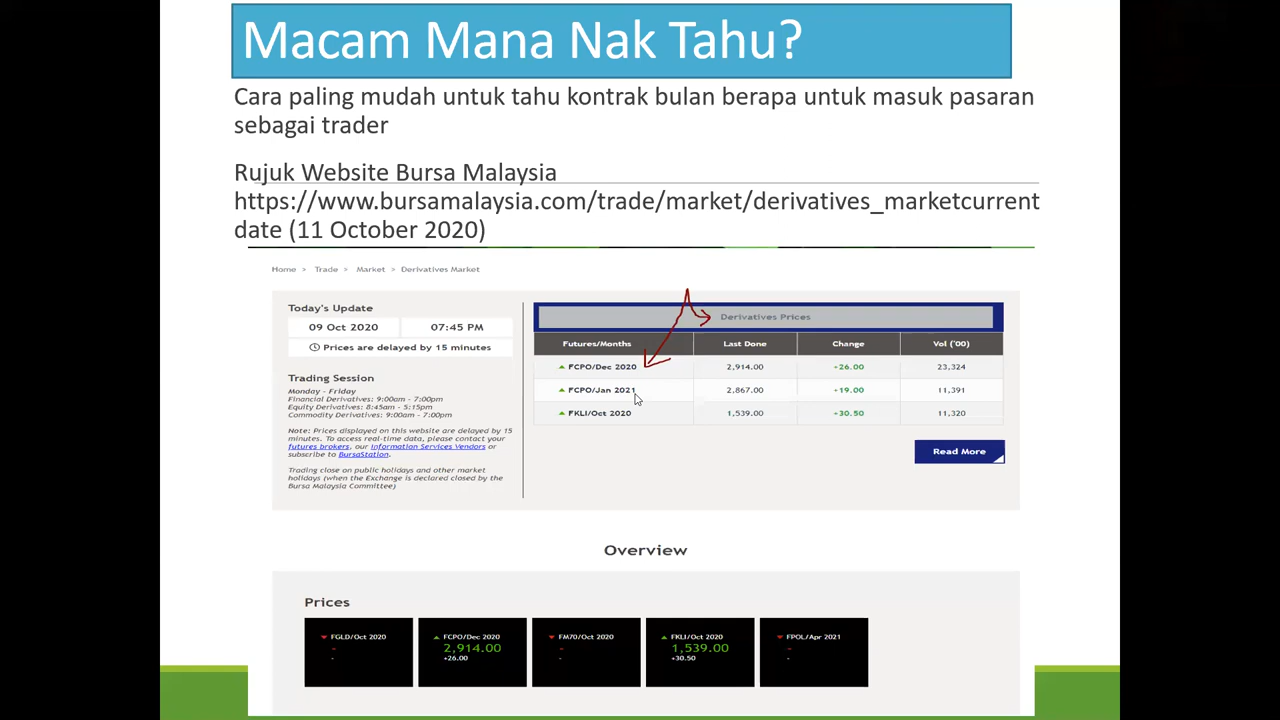 Macam Mana Nak Tahu?
Cara paling mudah untuk tahu kontrak bulan berapa untuk masuk pasaran
sebagai trader
Rujuk Website Bursa Malaysia
https://www.bursamalaysia.com/trade/market/derivatives_marketcurrent
date (11 October 2020)
Home > Trade > Market > Derivatives Market
Today's Update
09 Oct 2020 07:45 PM
Prices are delayed by 15 minutes
Trading Session
Monday - Friday
Financial Derivatives: 9:00am - 7:00pm
Equity Derivatives: 8:45am - 5:15pm
Commodity Derivatives: 9:00am - 7:00pm
Note: Prices displayed on this website are delayed by 15
minutes. To access real-time data, please contact your
futures brokers, our Information Services Vendors or
subscribe to BursaStation.
Trading close on public holidays and other market
holidays (when the Exchange is declared closed by the
Bursa Malaysia Committee)
Derivatives Prices
Futures/Months Last Done Change Vol ('00)
FCPO/Dec 2020 2,914.00 +26.00 23,324
FCPO/Jan 2021 2,867.00 +19.00 11,391
FKLI/Oct 2020 1,539.00 +30.50 11,320
Read More
Overview
Prices
FGLD/Oct 2020 FCPO/Dec 2020 FM70/Oct 2020 FKLI/Oct 2020 FPOL/Apr 2021
- 2,914.00 - 1,539.00 -
- +26.00 - +30.50 -